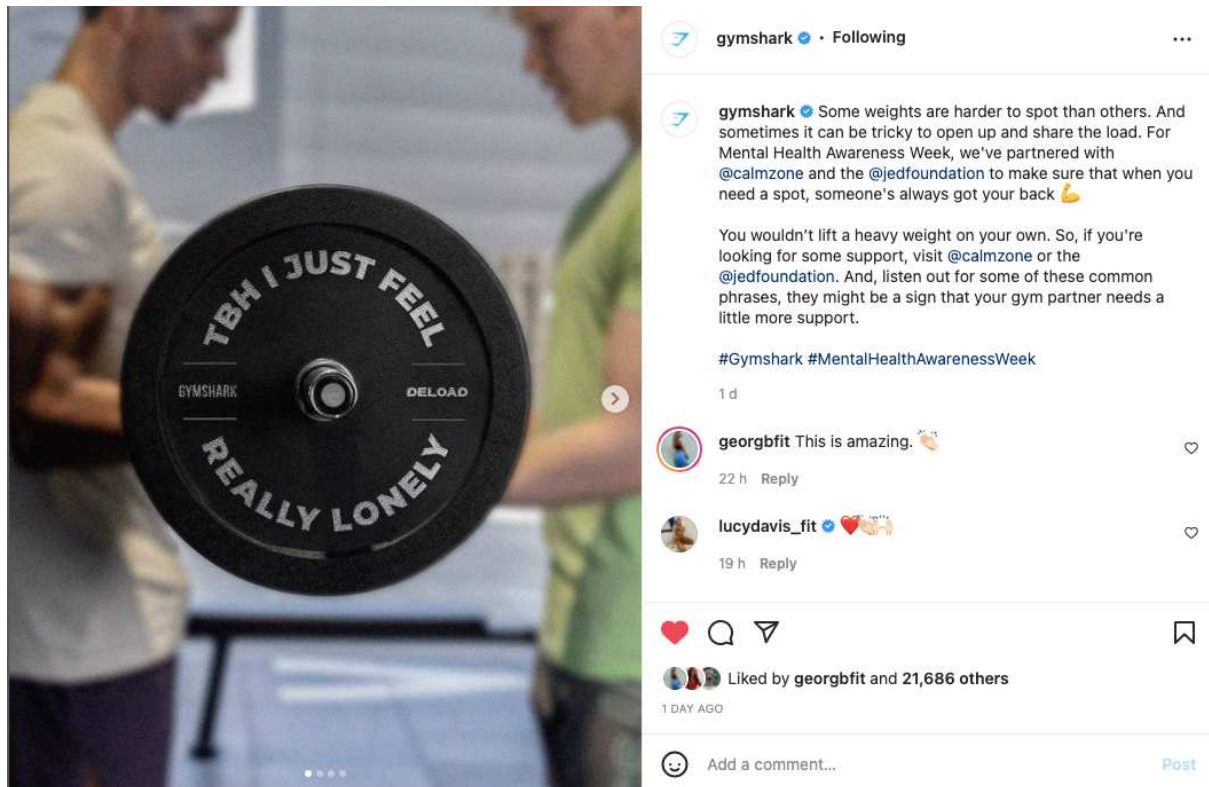 TBH I JUST FEEL
GYMSHARK
DELOAD
REALLY LONELY
gymshark • Following
gymshark Some weights are harder to spot than others. And
sometimes it can be tricky to open up and share the load. For
Mental Health Awareness Week, we've partnered with
@calmzone and the @jedfoundation to make sure that when you
need a spot, someone's always got your back 💪
You wouldn't lift a heavy weight on your own. So, if you're
looking for some support, visit @calmzone or the
@jedfoundation. And, listen out for some of these common
phrases, they might be a sign that your gym partner needs a
little more support.
#Gymshark #MentalHealthAwarenessWeek
1 d
georgbfit This is amazing. 👏🏻
22 h Reply
lucydavis_fit ❤️👏🏻🙌🏻
19 h Reply
Liked by georgbfit and 21,686 others
1 DAY AGO
Add a comment...
Post